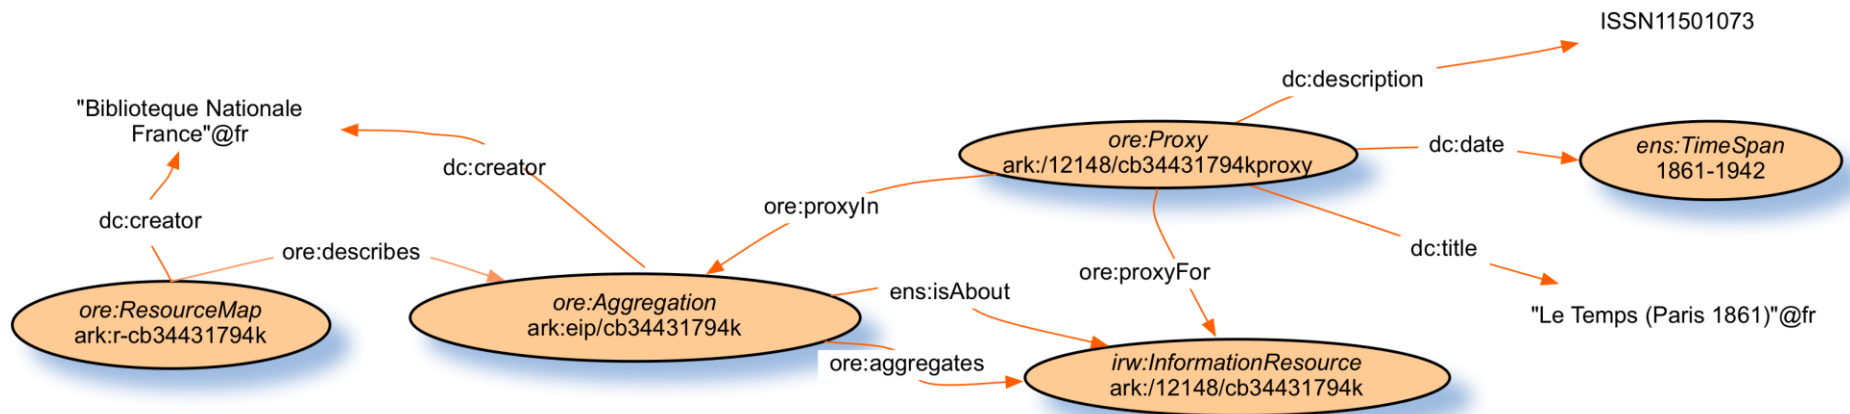 ISSN11501073
dc:description
"Biblioteque Nationale
France"@fr
ore:Proxy
ark:/12148/cb34431794kproxy
dc:date
ens:TimeSpan
1861-1942
dc:creator
ore:proxyIn
dc:creator
ore:describes
dc:title
ore:proxyFor
ore:ResourceMap
ark:r-cb34431794k
ore:Aggregation
ark:eip/cb34431794k
ens:isAbout
"Le Temps (Paris 1861)"@fr
ore:aggregates
irw:InformationResource
ark:/12148/cb34431794k